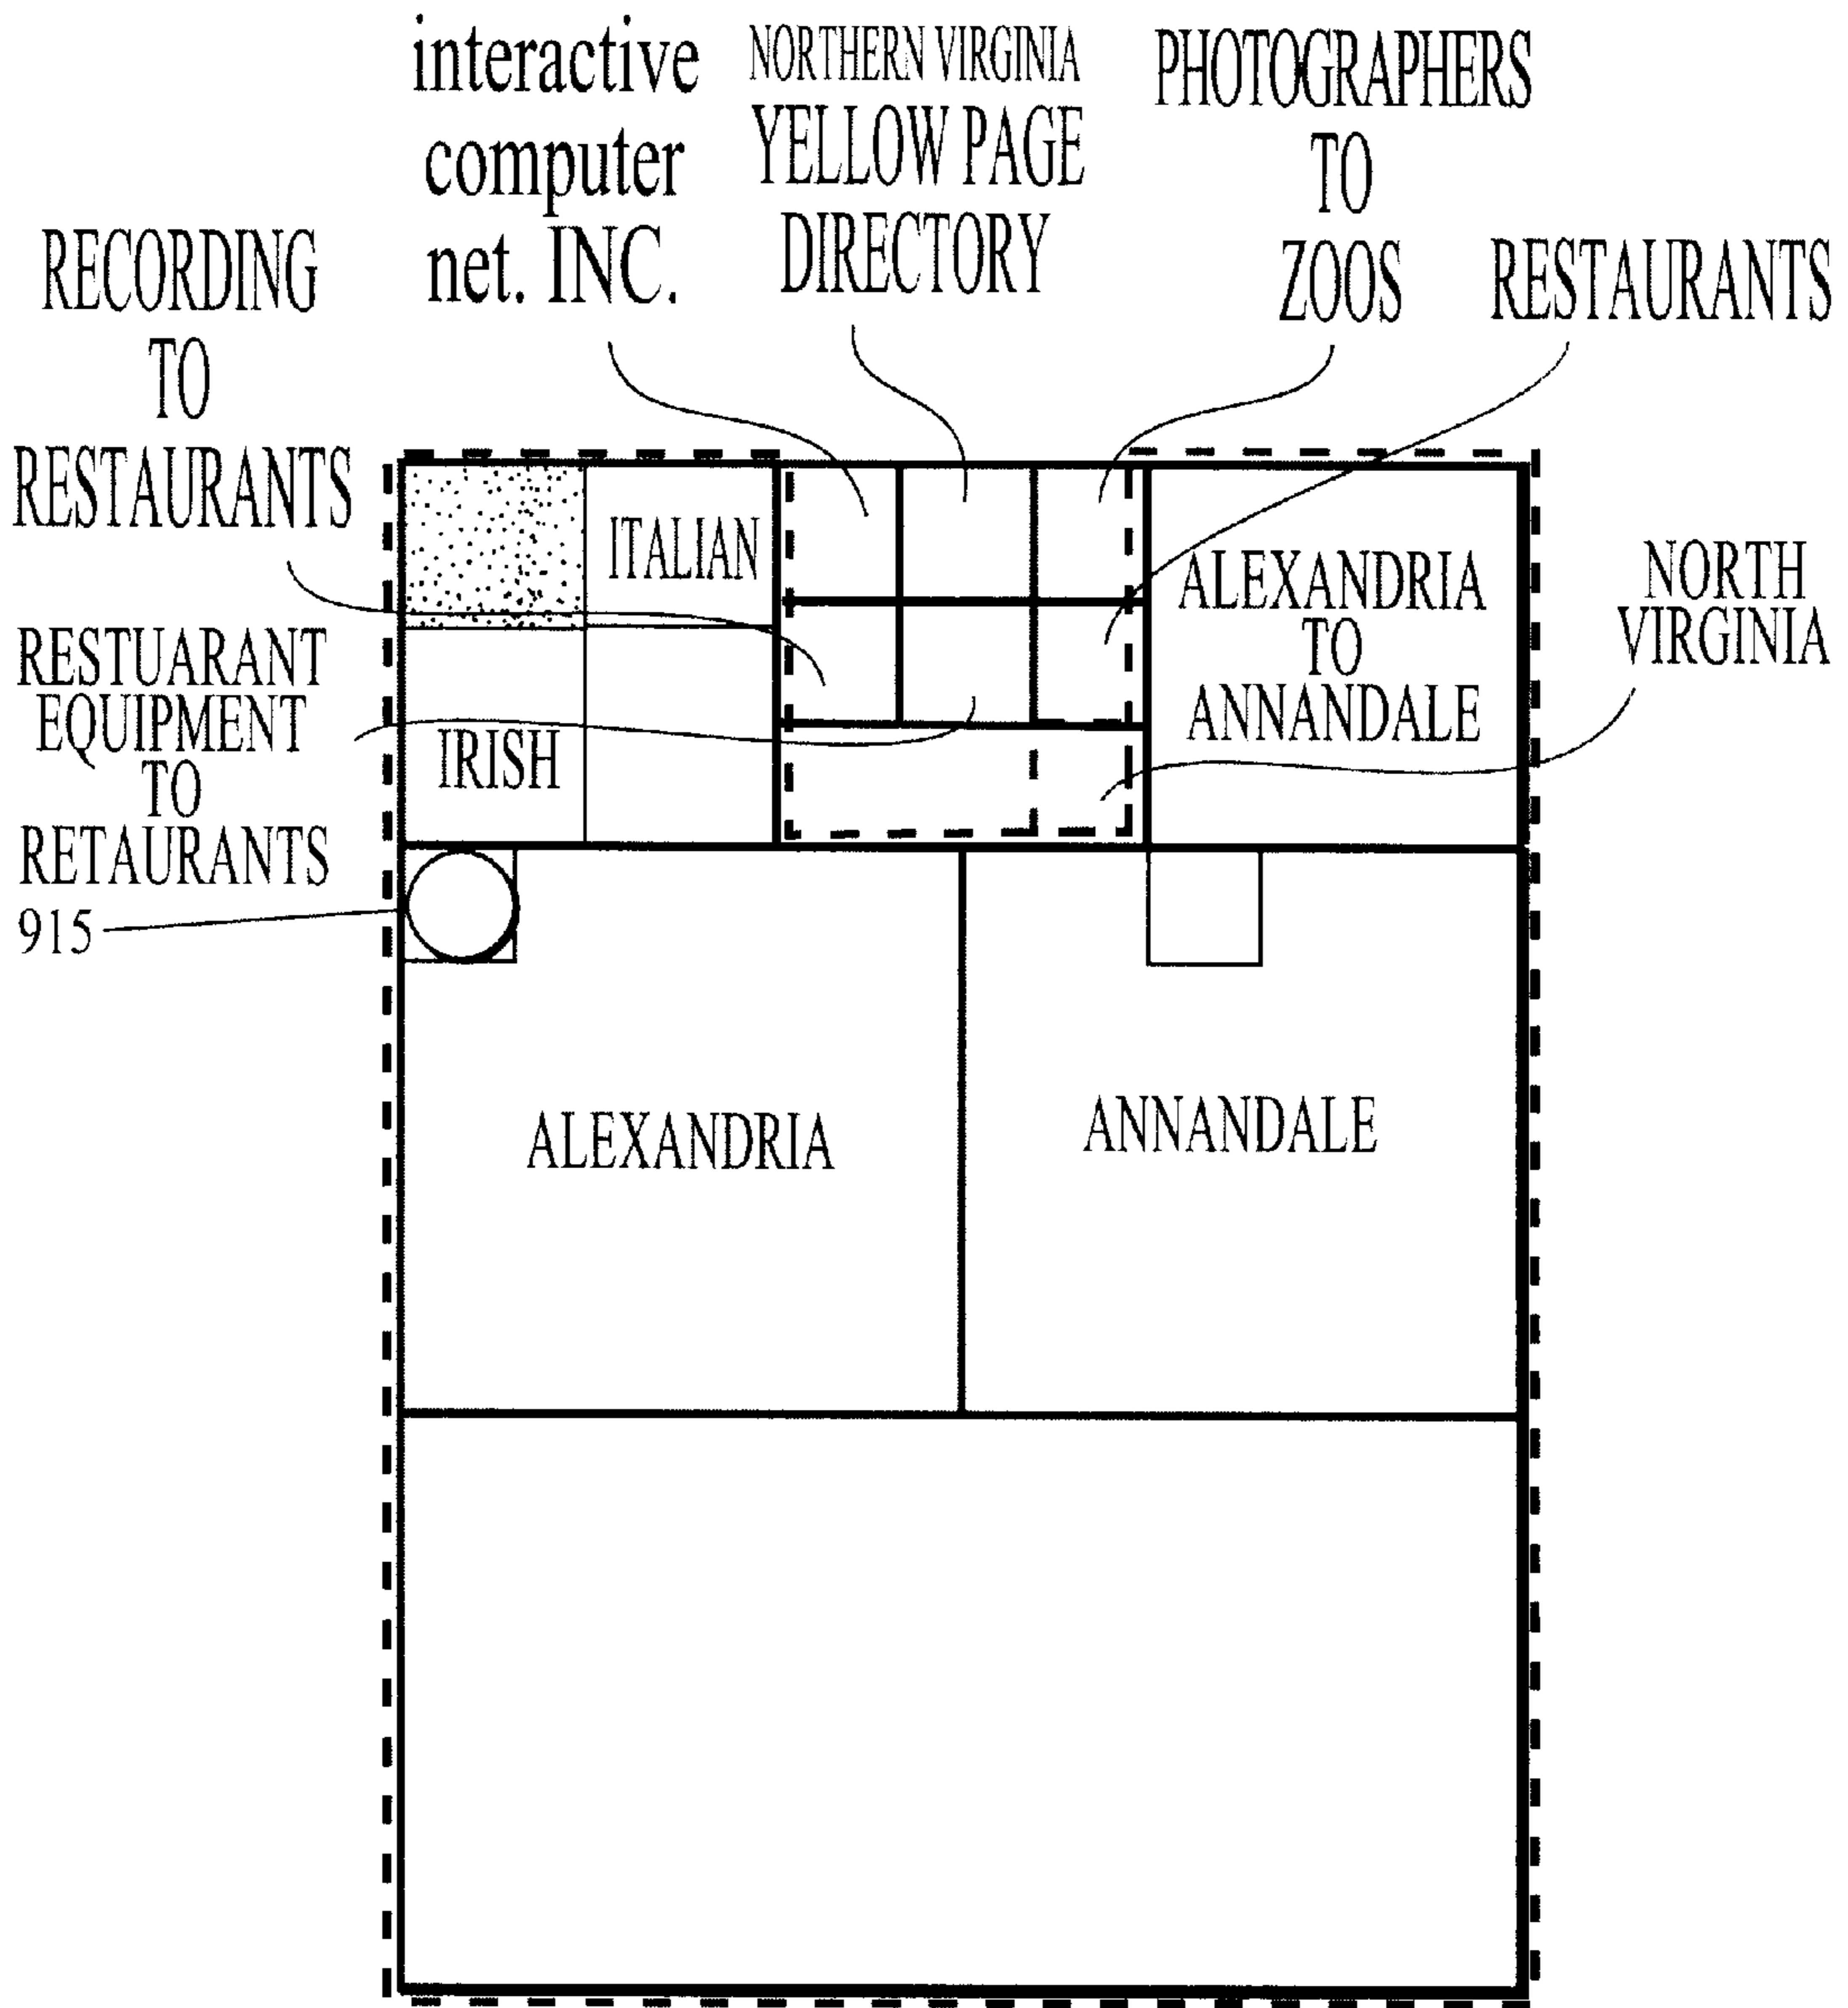 interactive
computer
net. INC.
NORTHERN VIRGINIA
YELLOW PAGE
DIRECTORY
PHOTOGRAPHERS
TO
ZOOS
RESTAURANTS
RECORDING
TO
RESTAURANTS
ITALIAN
ALEXANDRIA
TO
ANNANDALE
NORTH
VIRGINIA
RESTUARANT
EQUIPMENT
TO
RETAURANTS
IRISH
915
ALEXANDRIA
ANNANDALE